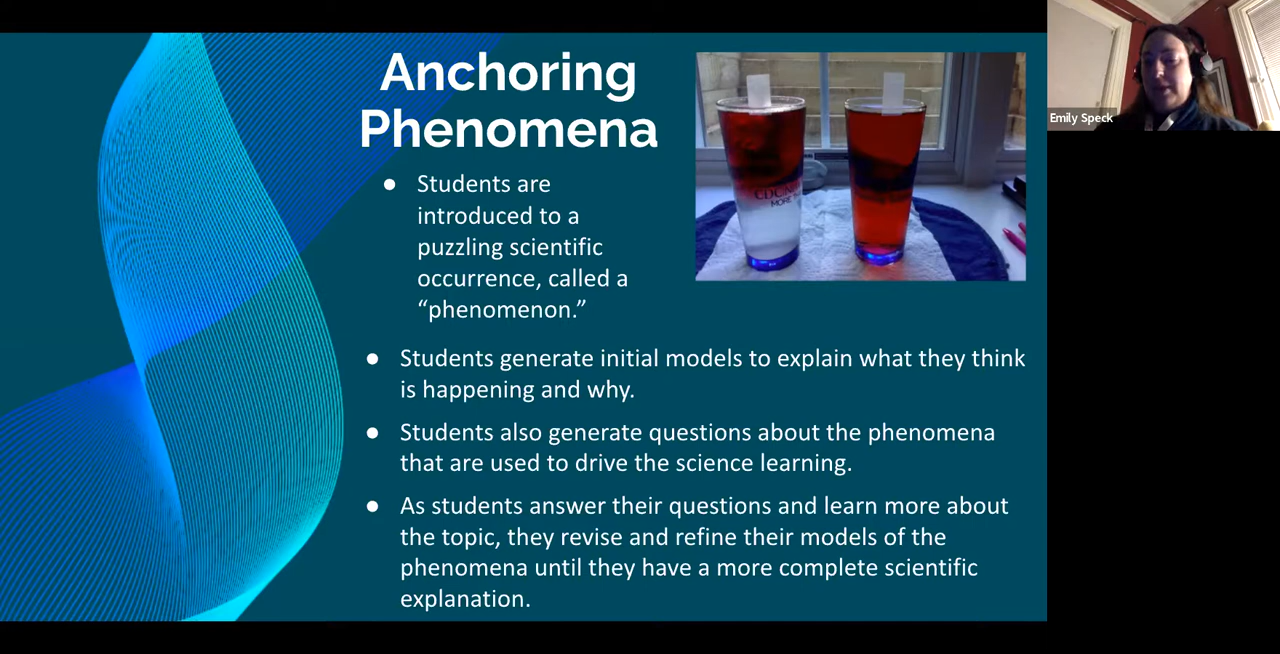 Anchoring
Phenomena
● Students are
introduced to a
puzzling scientific
occurrence, called a
“phenomenon.”
● Students generate initial models to explain what they think
is happening and why.
● Students also generate questions about the phenomena
that are used to drive the science learning.
● As students answer their questions and learn more about
the topic, they revise and refine their models of the
phenomena until they have a more complete scientific
explanation.
MORE
Emily Speck